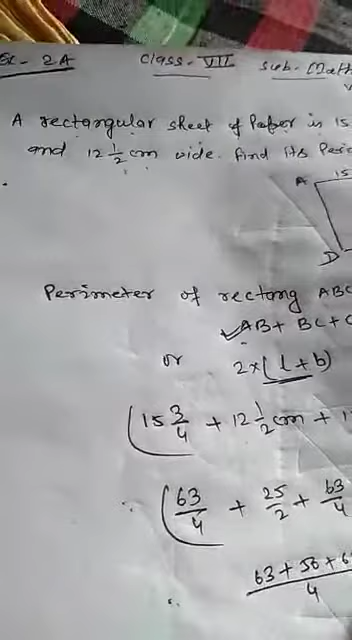 Ex - 2A Class - VII Sub. (Math
A rectangular sheet of Paper is 15
and 12 1/2 cm wide. Find its Peri
A 15
D
Perimeter of rectang ABC
AB + BC + C
or 2 × (l + b)
(15 3/4 + 12 1/2 cm + 1
(63/4 + 25/2 + 63/4
63 + 50 + 6
4